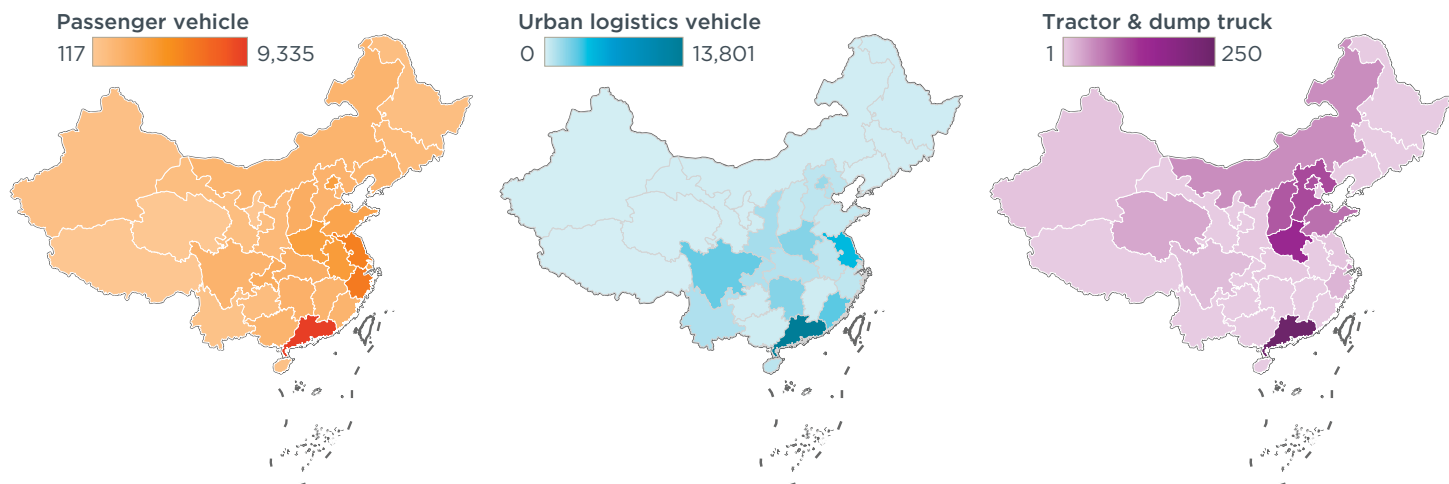 Passenger vehicle
117 9,335
Urban logistics vehicle
0 13,801
Tractor & dump truck
1 250